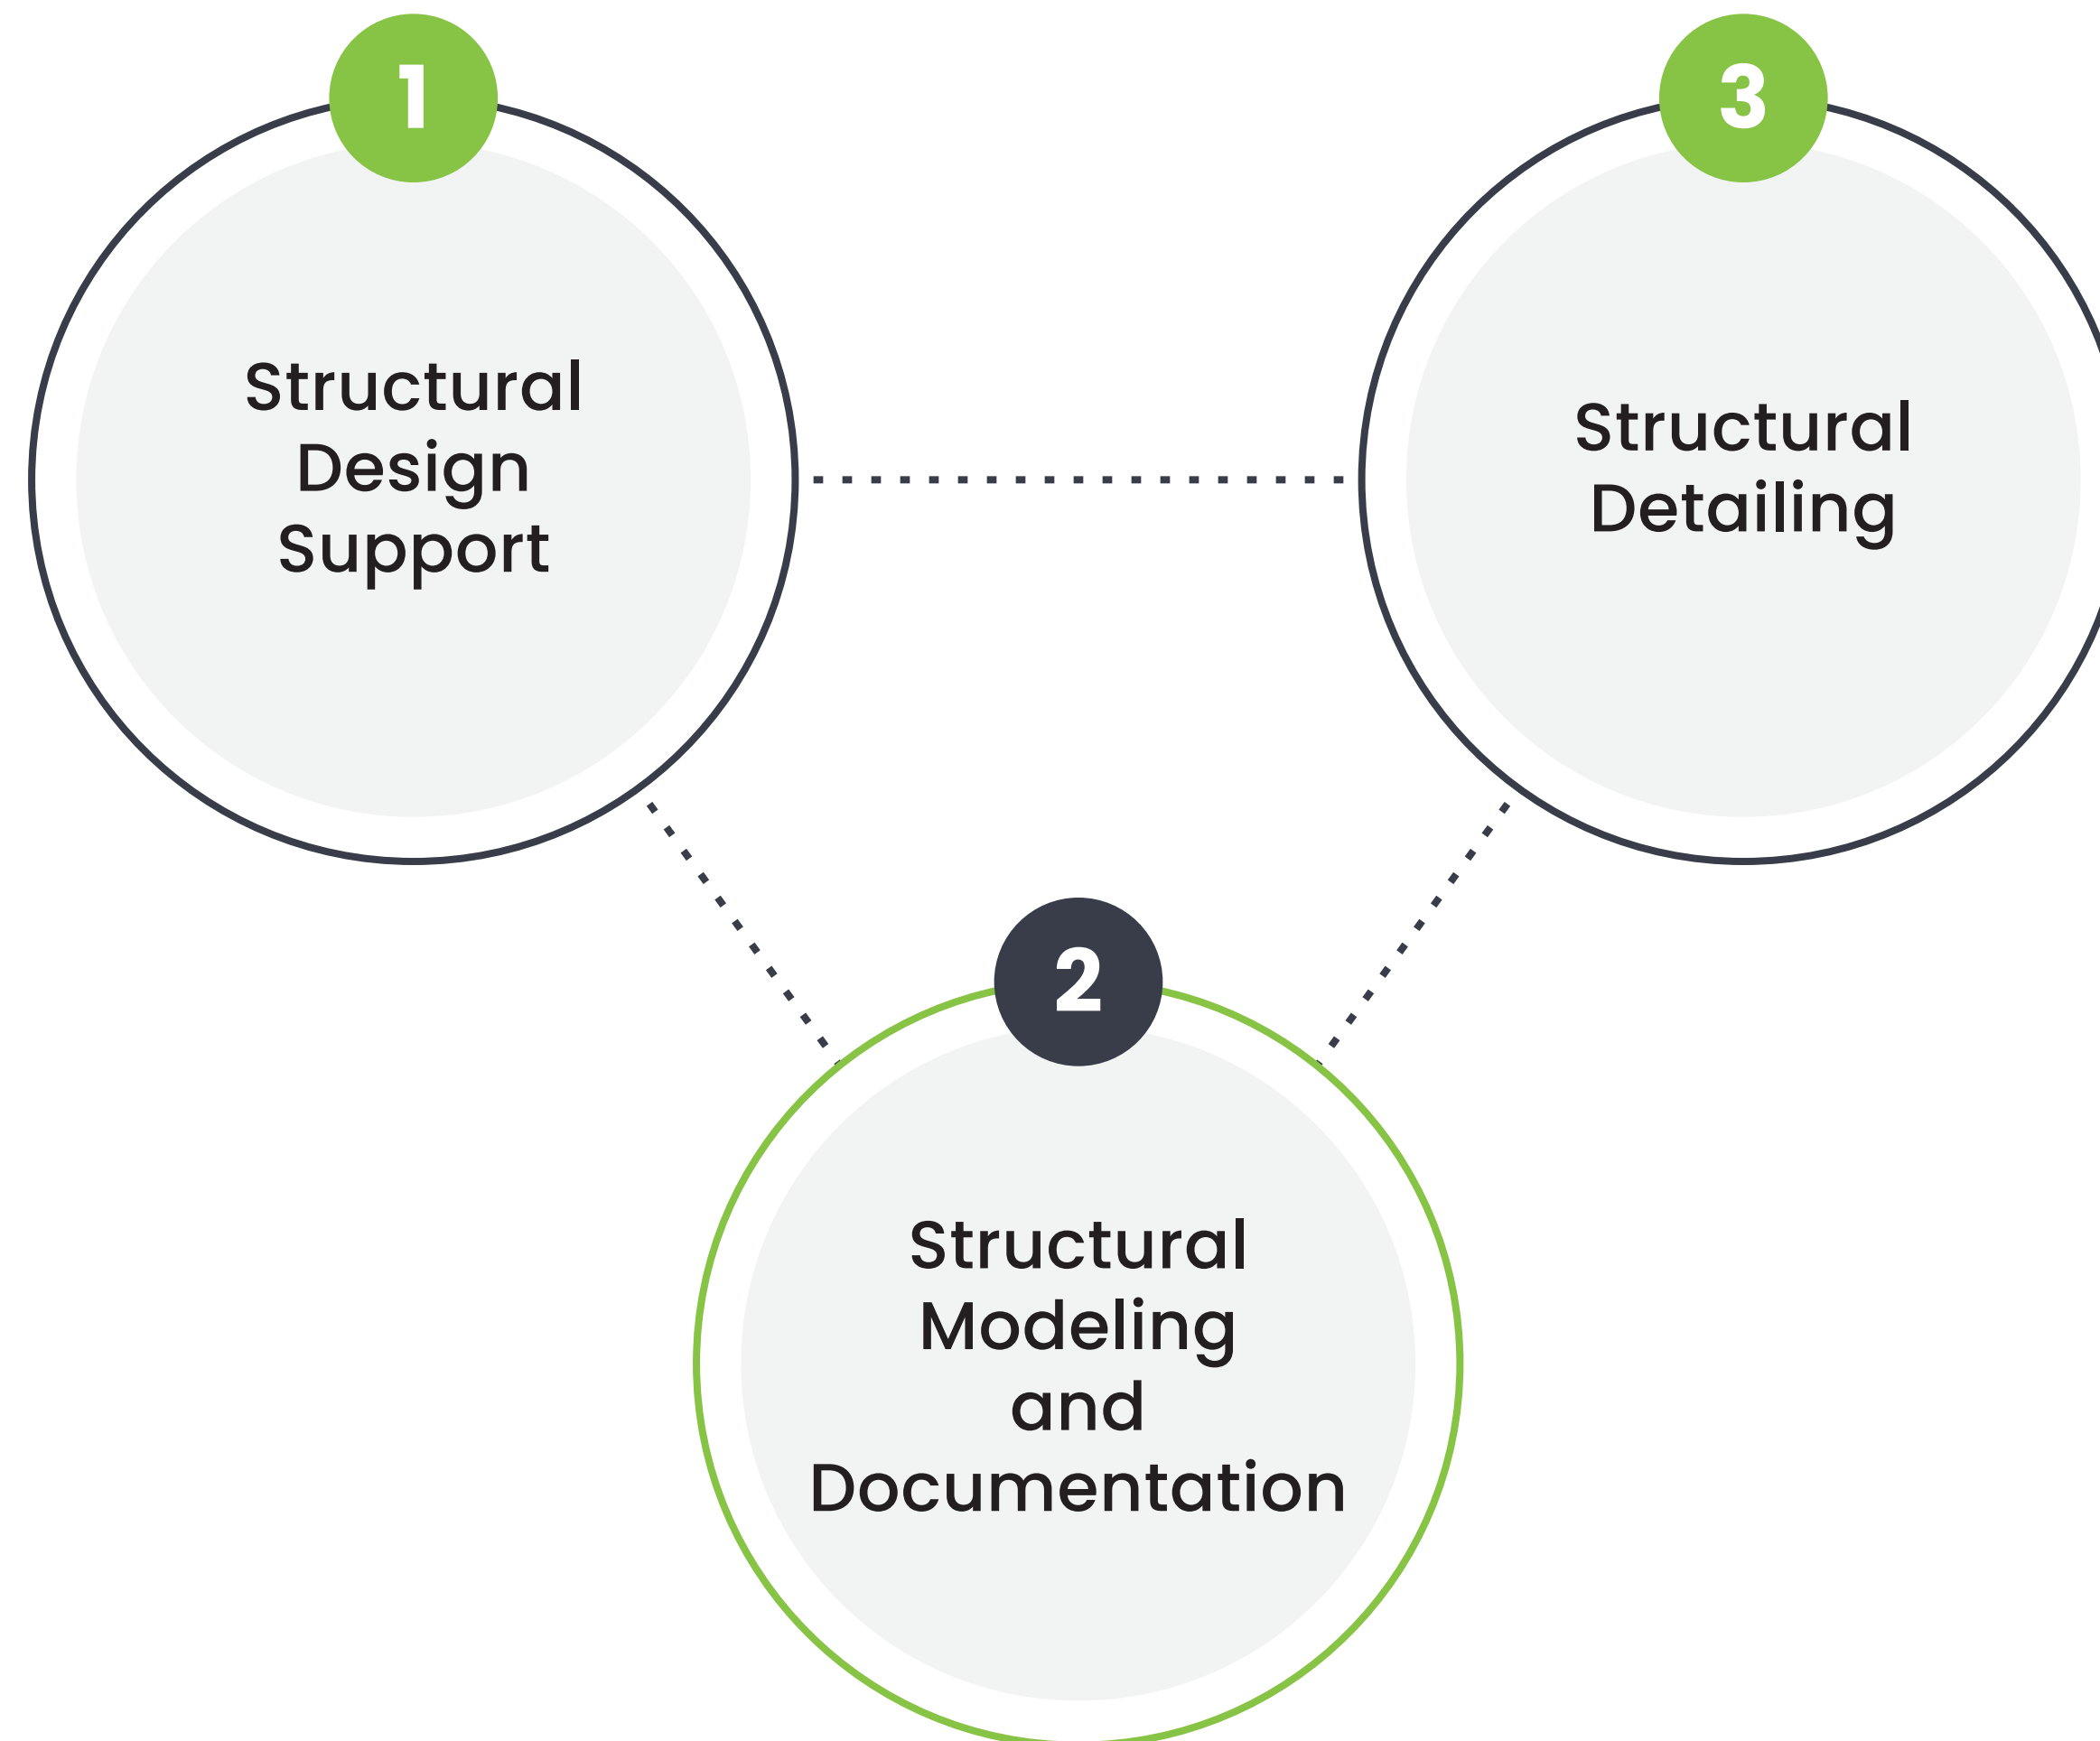 1
Structural
Design
Support
2
Structural
Modeling
and
Documentation
3
Structural
Detailing